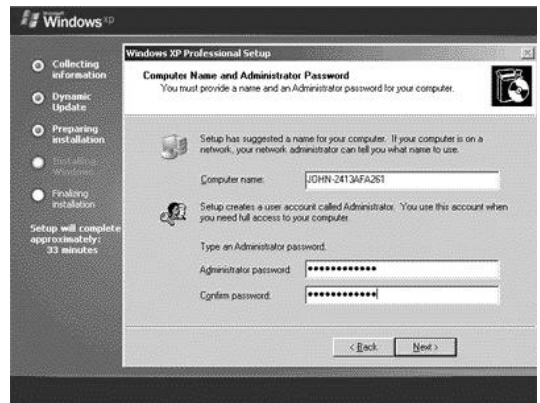 Microsoft
Windows xp
Collecting
information
Dynamic
Update
Preparing
installation
Installing
Windows
Finalizing
installation
Setup will complete
approximately:
33 minutes
Windows XP Professional Setup
Computer Name and Administrator Password
You must provide a name and an Administrator password for your computer.
Setup has suggested a name for your computer. If your computer is on a
network, your network administrator can tell you what name to use.
Computer name:
JOHN-2413AFA261
Setup creates a user account called Administrator. You use this account when
you need full access to your computer.
Type an Administrator password.
Administrator password:
••••••••••••
Confirm password:
••••••••••••
< Back
Next >